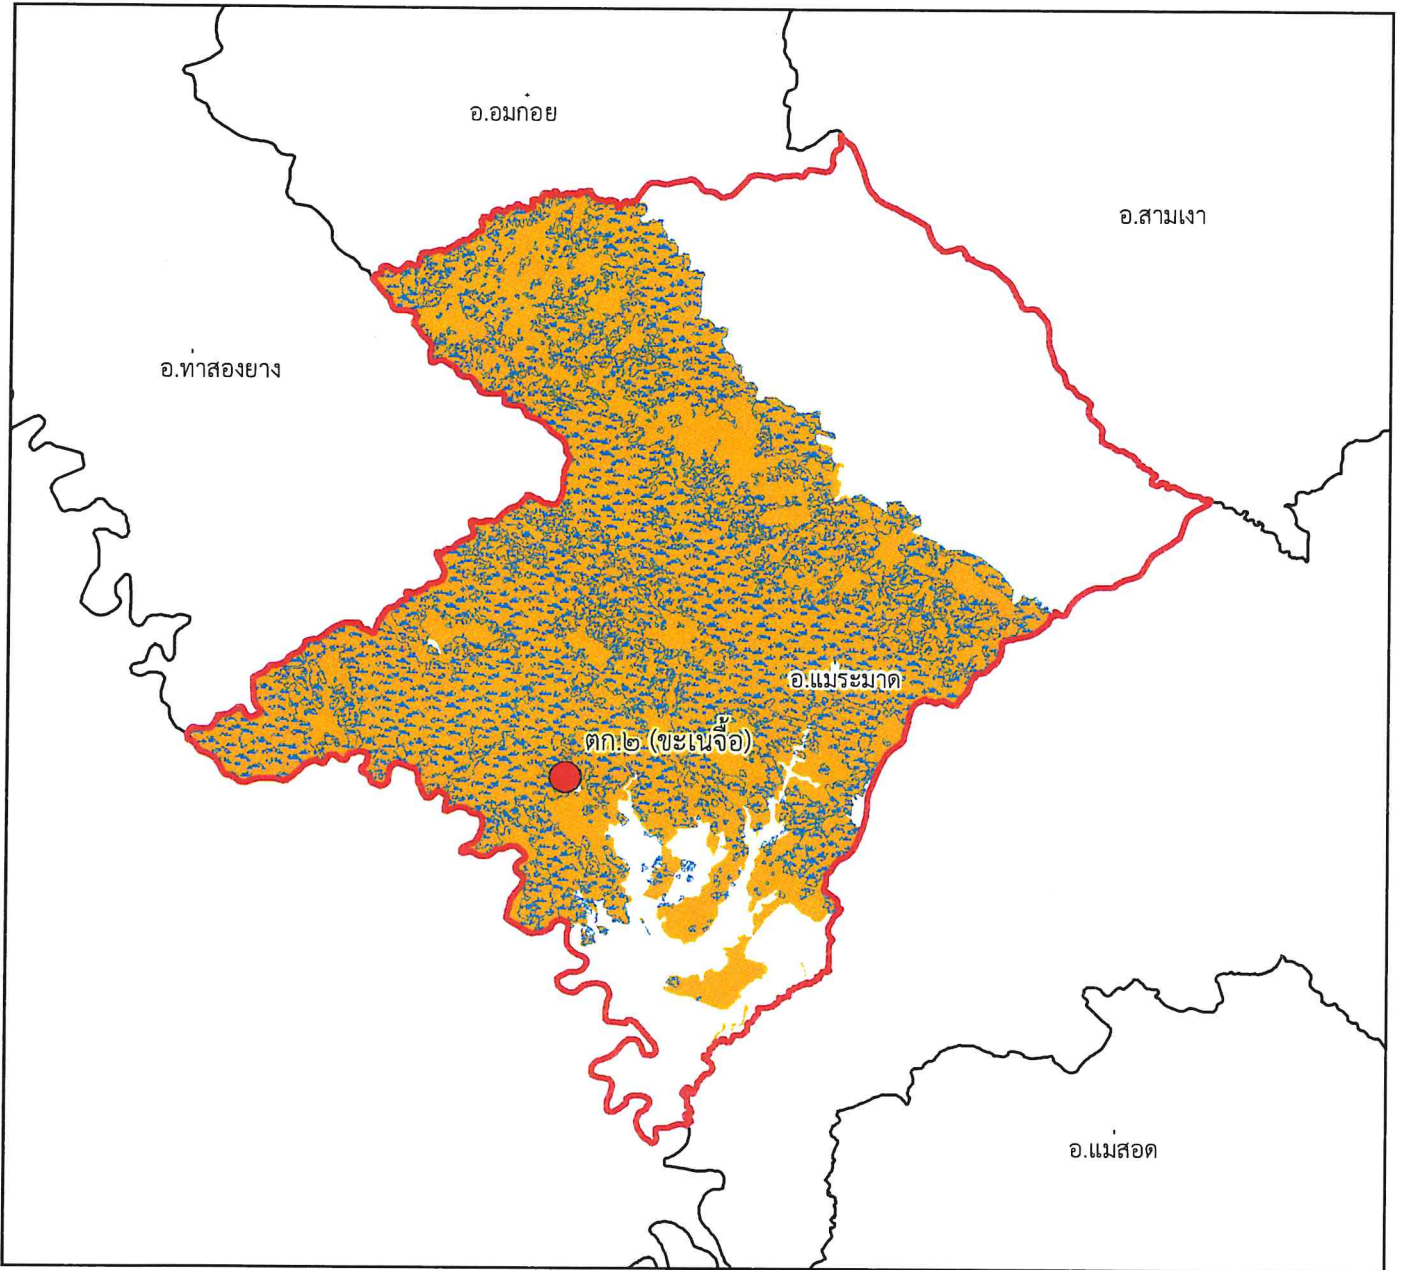 อ.อมก๋อย
อ.สามเงา
อ.ท่าสองยาง
อ.แม่ระมาด
ตก.๒ (ขะเนจื้อ)
อ.แม่สอด